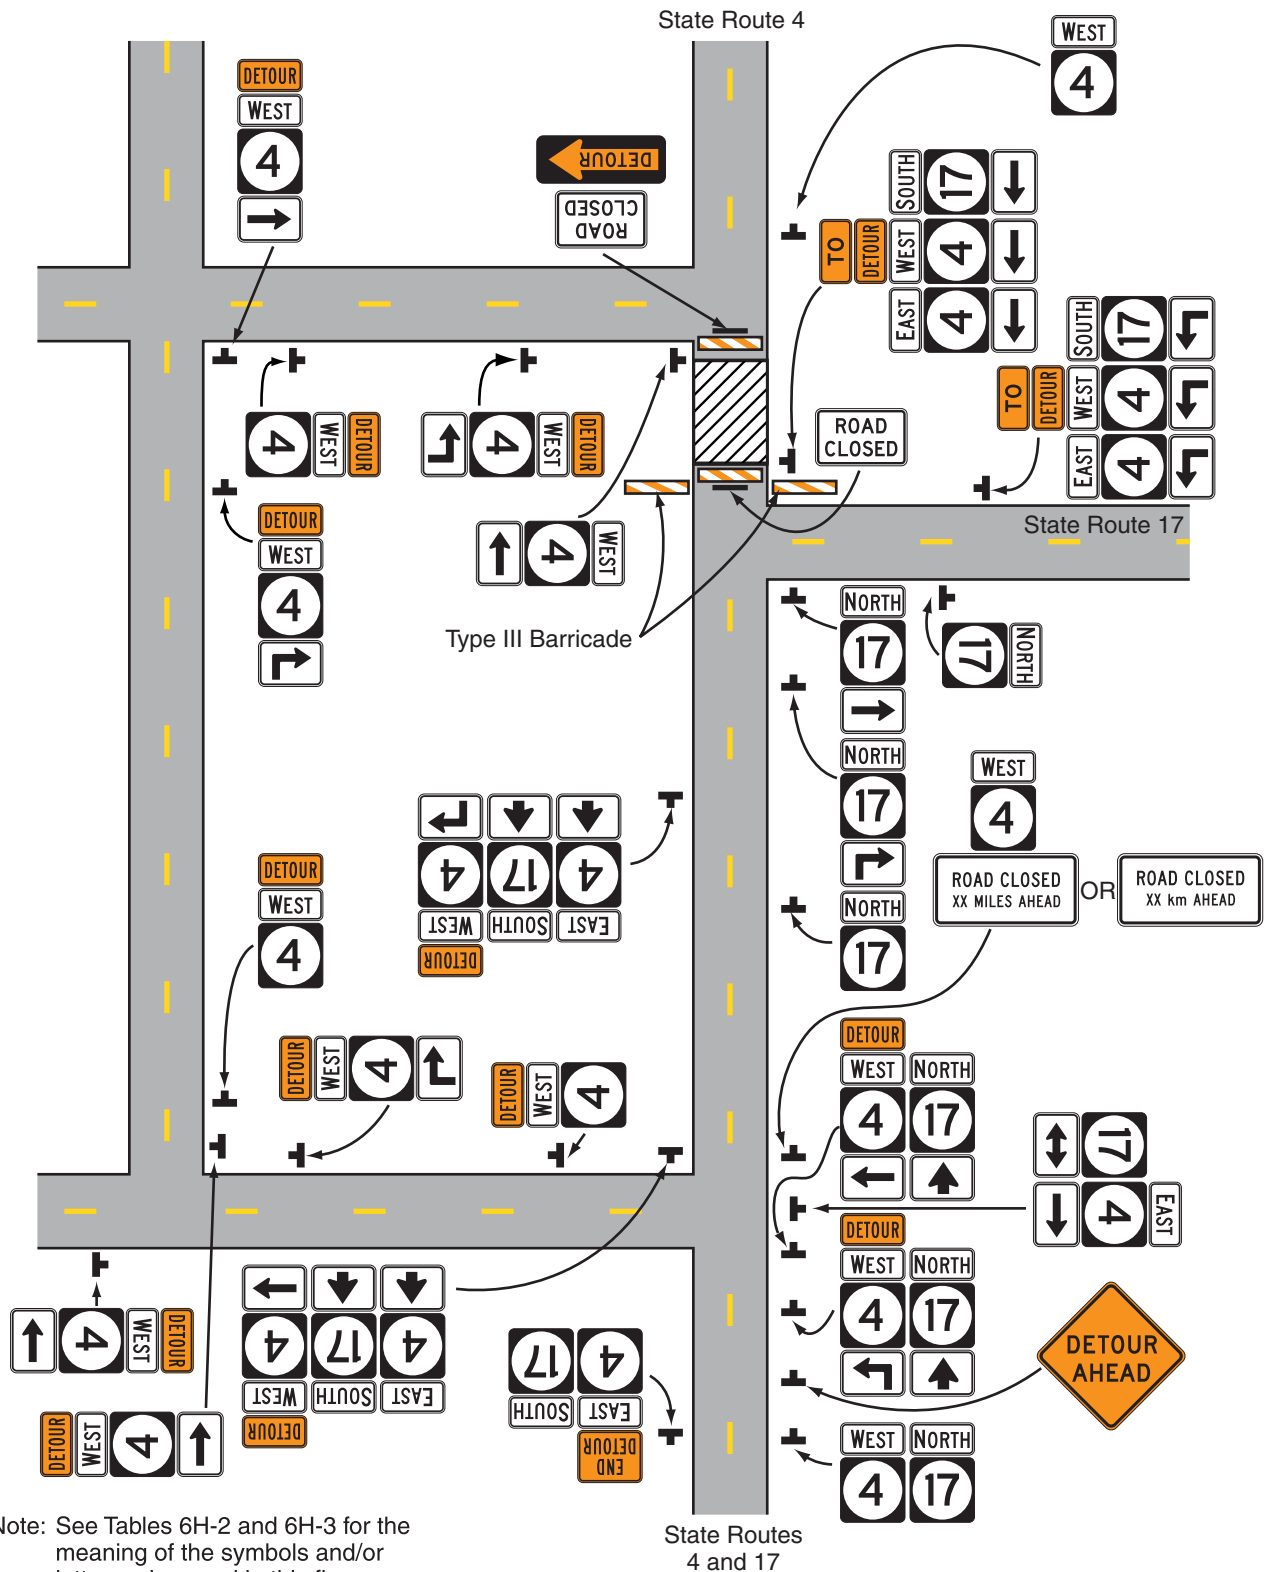 State Route 4
WEST
4
DETOUR
WEST
4
DETOUR
ROAD
CLOSED
SOUTH
17
TO
DETOUR
WEST
4
EAST
4
SOUTH
17
TO
DETOUR
WEST
4
EAST
4
ROAD
CLOSED
4
WEST
DETOUR
4
WEST
DETOUR
State Route 17
DETOUR
WEST
4
4
WEST
Type III Barricade
NORTH
17
17
NORTH
NORTH
17
WEST
4
ROAD CLOSED
XX MILES AHEAD
OR
ROAD CLOSED
XX km AHEAD
4
17
4
WEST
SOUTH
EAST
DETOUR
NORTH
17
DETOUR
WEST
4
DETOUR
WEST
4
DETOUR
WEST
4
DETOUR
WEST
NORTH
4
17
17
4
EAST
DETOUR
WEST
NORTH
4
17
4
WEST
DETOUR
4
17
4
WEST
SOUTH
EAST
DETOUR
17
4
SOUTH
EAST
END
DETOUR
DETOUR
AHEAD
DETOUR
WEST
4
WEST
NORTH
4
17
Note: See Tables 6H-2 and 6H-3 for the
meaning of the symbols and/or
State Routes
4 and 17